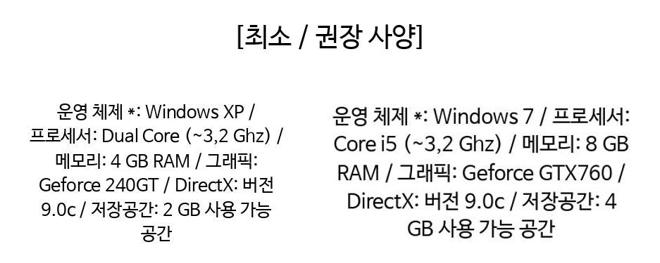 [최소 / 권장 사양]
운영 체제 *: Windows XP /
프로세서: Dual Core (~3,2 Ghz) /
메모리: 4 GB RAM / 그래픽:
Geforce 240GT / DirectX: 버전
9.0c / 저장공간: 2 GB 사용 가능
공간
운영 체제 *: Windows 7 / 프로세서:
Core i5 (~3,2 Ghz) / 메모리: 8 GB
RAM / 그래픽: Geforce GTX760 /
DirectX: 버전 9.0c / 저장공간: 4
GB 사용 가능 공간